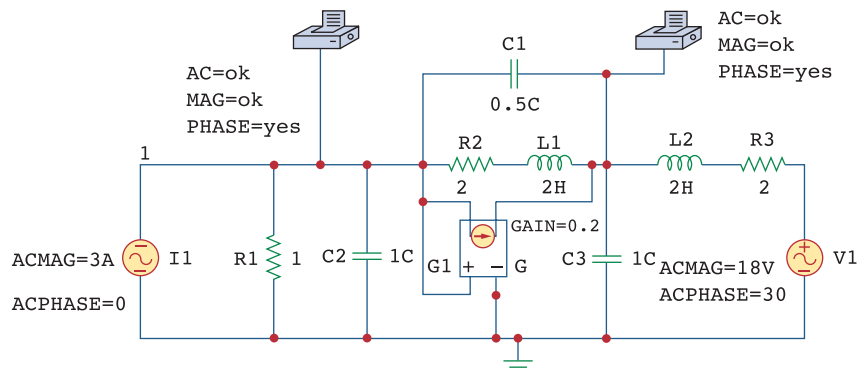 AC=ok
MAG=ok
PHASE=yes
AC=ok
MAG=ok
PHASE=yes
C1
0.5C
1
R2
2
L1
2H
L2
2H
R3
2
GAIN=0.2
ACMAG=3A
I1
ACPHASE=0
R1
1
C2
1C
G1
+
−
G
C3
1C
ACMAG=18V
ACPHASE=30
V1